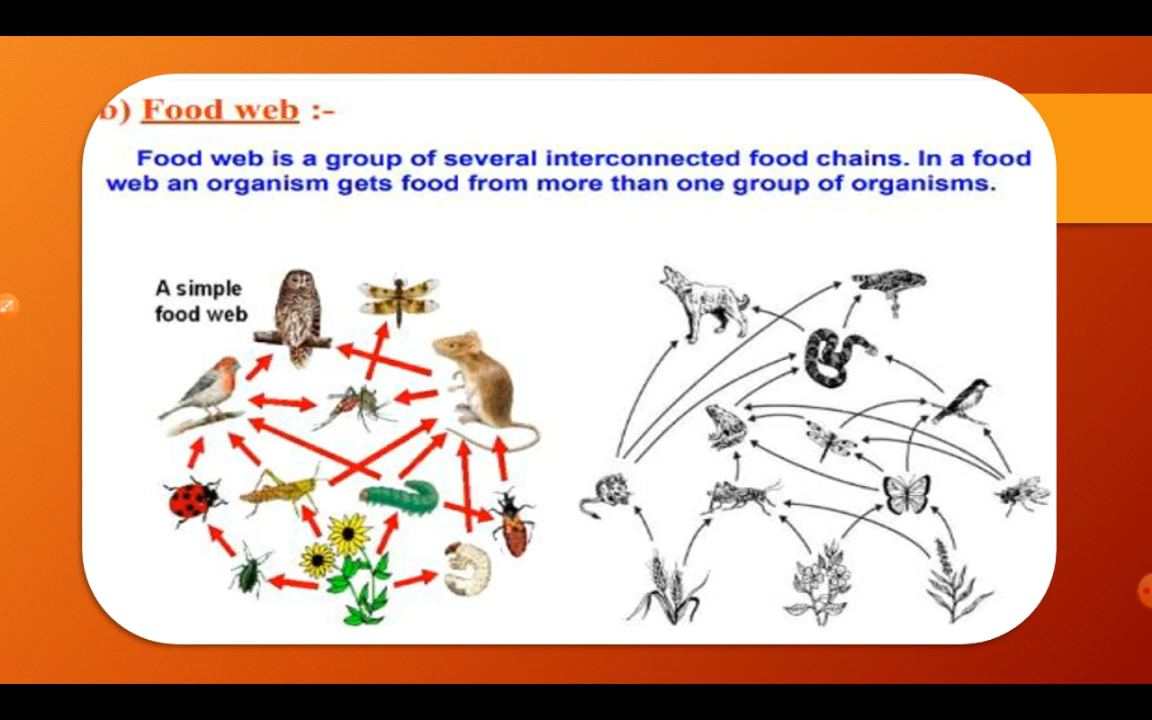 b) Food web :-
Food web is a group of several interconnected food chains. In a food
web an organism gets food from more than one group of organisms.
A simple
food web